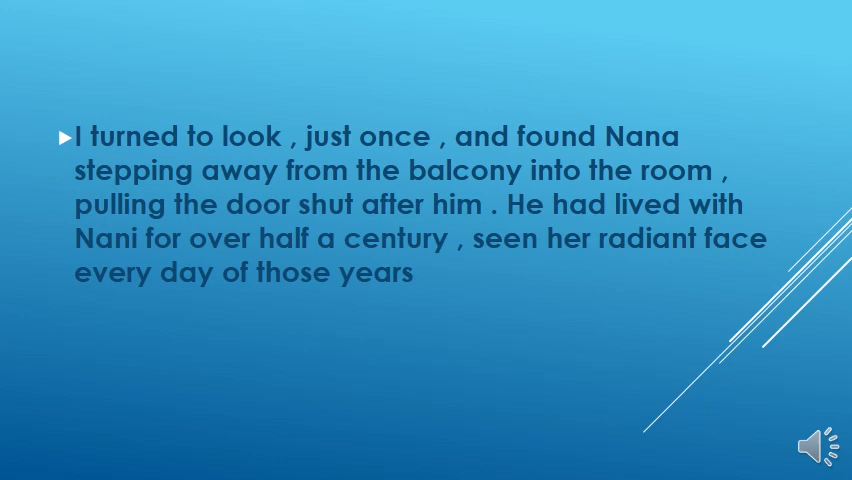 I turned to look , just once , and found Nana
stepping away from the balcony into the room ,
pulling the door shut after him . He had lived with
Nani for over half a century , seen her radiant face
every day of those years